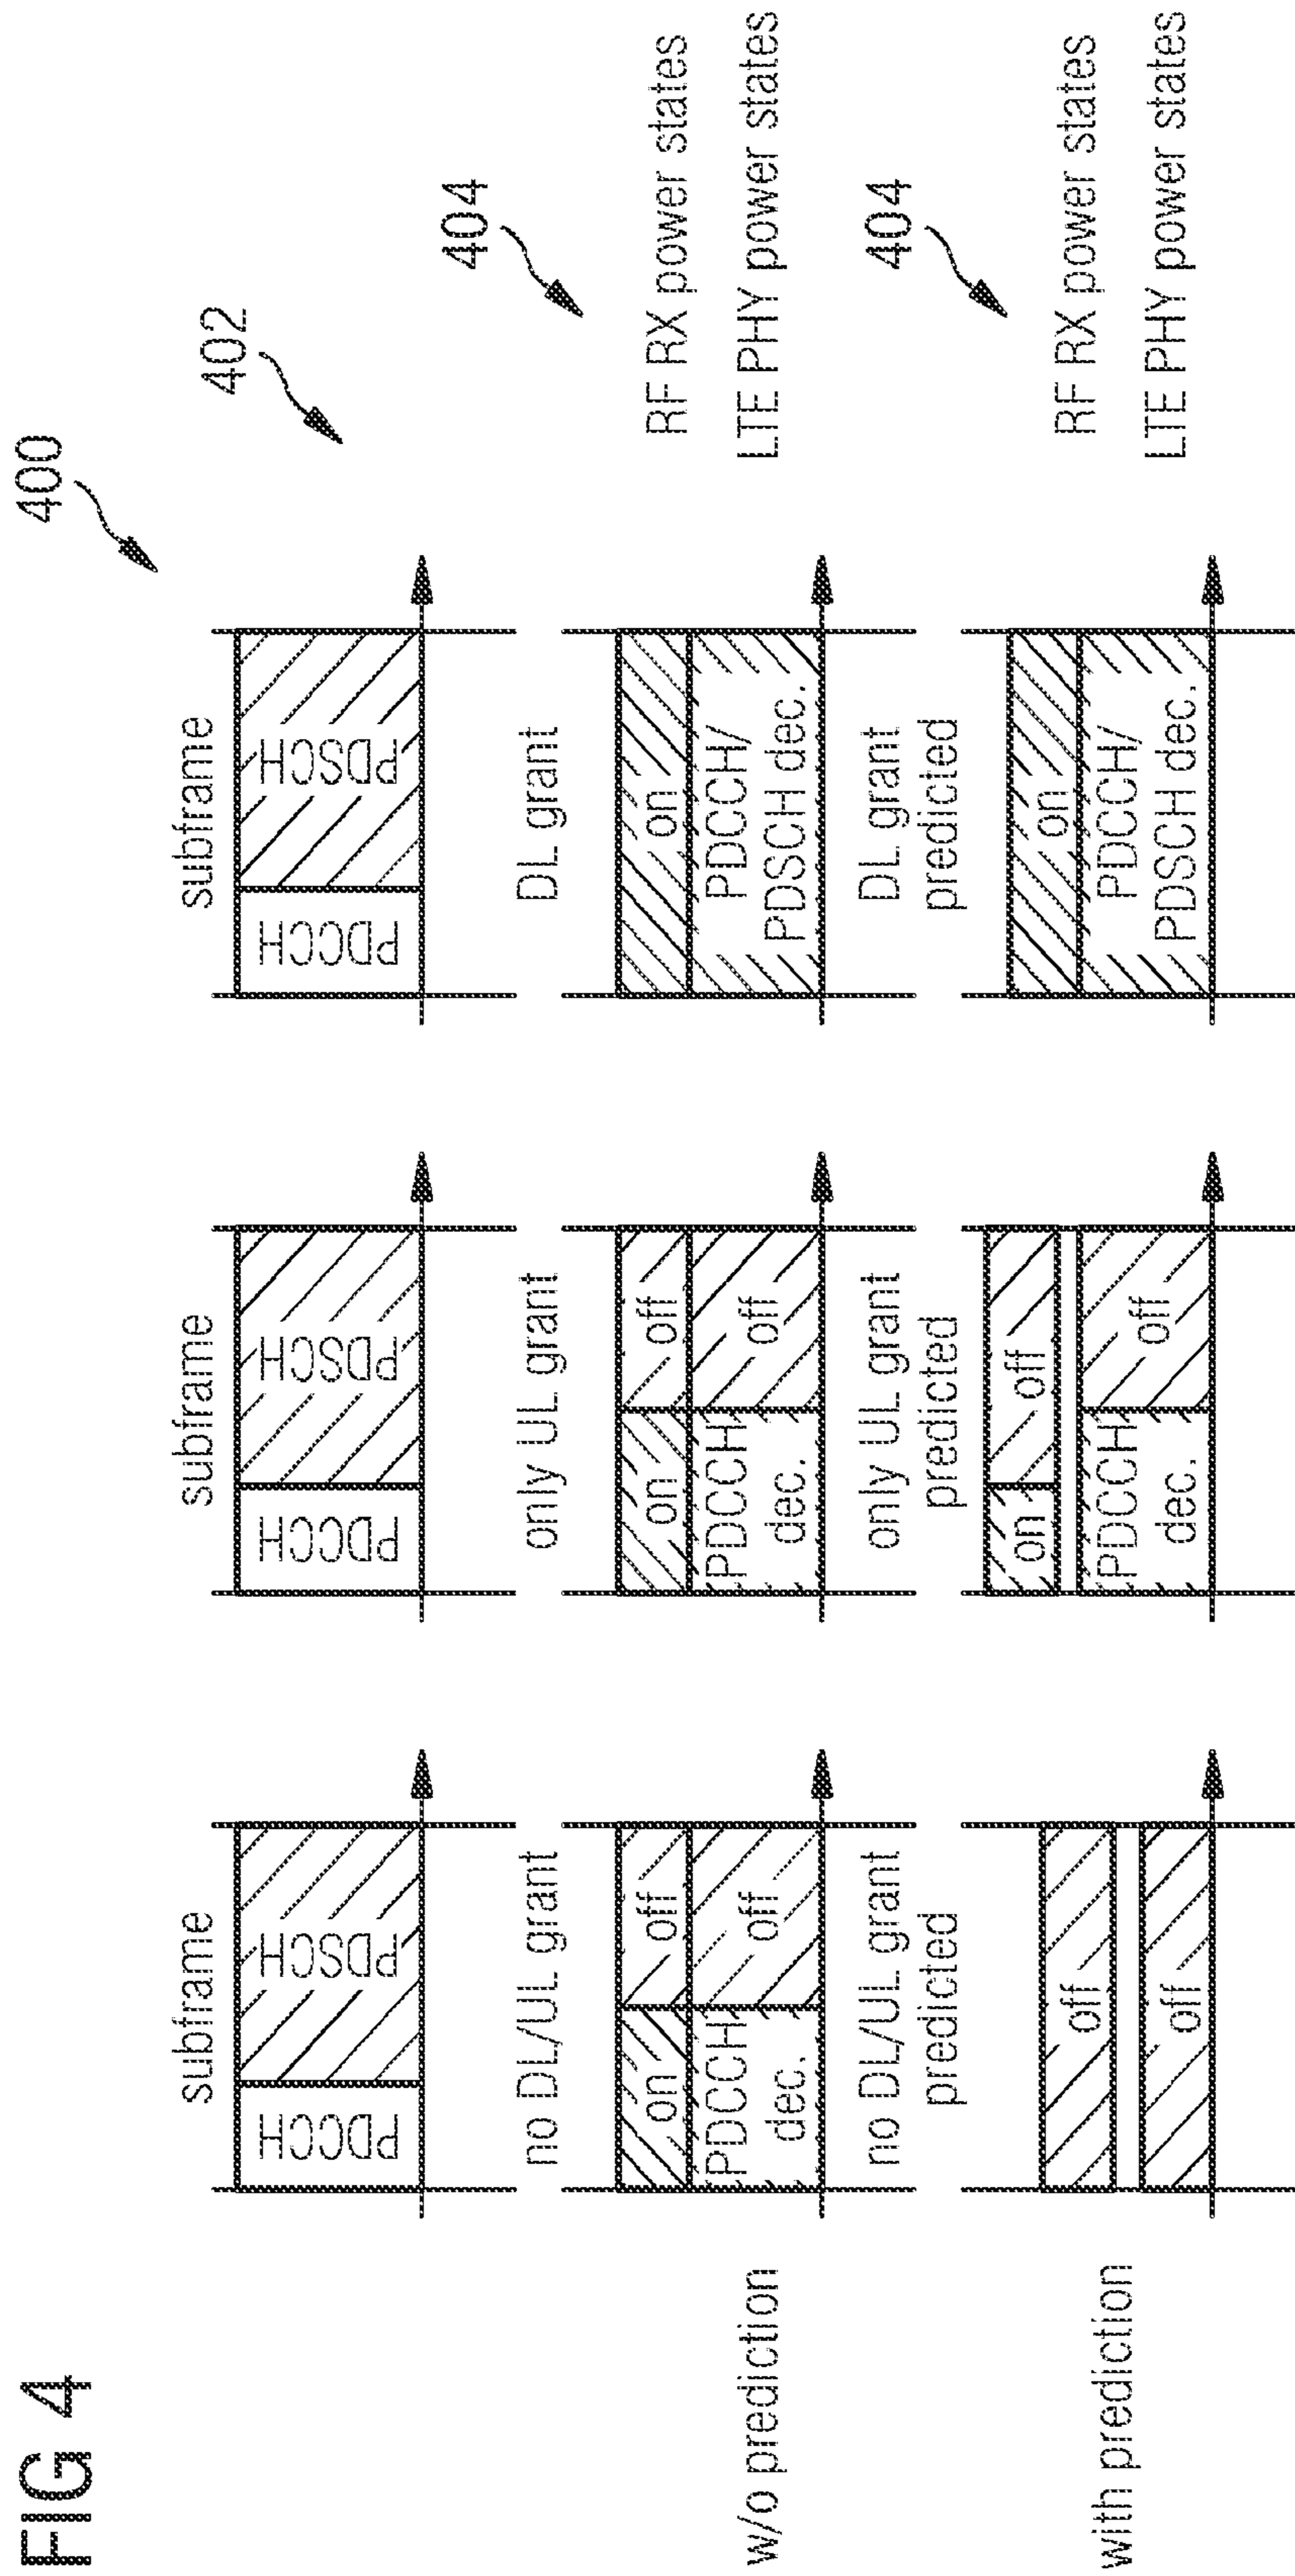 FIG 4
400
402
subframe
subframe
subframe
PDCCH
PDSCH
PDCCH
PDSCH
PDCCH
PDSCH
404
no DL/UL grant
only UL grant
DL grant
w/o prediction
on
off
on
off
on
RF RX power states
PDCCH
dec.
off
PDCCH
dec.
off
PDCCH/
PDSCH dec.
LTE PHY power states
404
no DL/UL grant
predicted
only UL grant
predicted
DL grant
predicted
with prediction
off
on
off
on
RF RX power states
off
PDCCH
dec.
off
PDCCH/
PDSCH dec.
LTE PHY power states